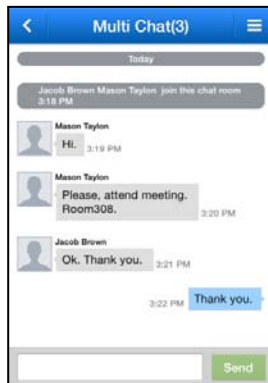 Multi Chat(3)
Today
Jacob Brown Mason Taylon join this chat room
3:18 PM
Mason Taylon
Hi.
3:19 PM
Mason Taylon
Please, attend meeting.
Room308.
3:20 PM
Jacob Brown
Ok. Thank you.
3:21 PM
3:22 PM
Thank you.
Send